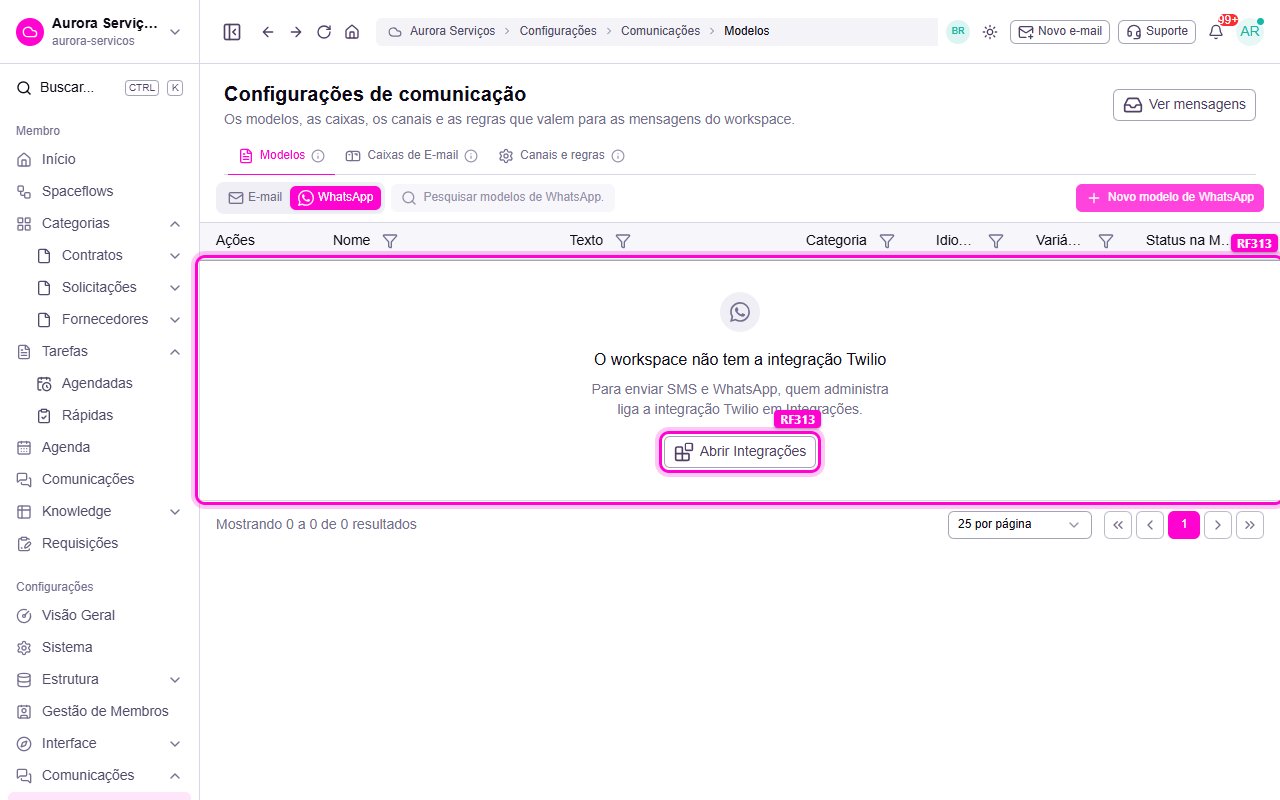 Aurora Serviç...
aurora-servicos
Aurora Serviços > Configurações > Comunicações > Modelos
BR
Novo e-mail
Suporte
99+
AR
Buscar...
CTRL
K
Membro
Início
Spaceflows
Categorias
Contratos
Solicitações
Fornecedores
Tarefas
Agendadas
Rápidas
Agenda
Comunicações
Knowledge
Requisições
Configurações
Visão Geral
Sistema
Estrutura
Gestão de Membros
Interface
Comunicações
Configurações de comunicação
Os modelos, as caixas, os canais e as regras que valem para as mensagens do workspace.
Ver mensagens
Modelos
Caixas de E-mail
Canais e regras
E-mail
WhatsApp
Pesquisar modelos de WhatsApp.
Novo modelo de WhatsApp
Ações
Nome
Texto
Categoria
Idio...
Variá...
Status na M...
RF313
O workspace não tem a integração Twilio
Para enviar SMS e WhatsApp, quem administra
liga a integração Twilio em Integrações.
RF313
Abrir Integrações
Mostrando 0 a 0 de 0 resultados
25 por página
1